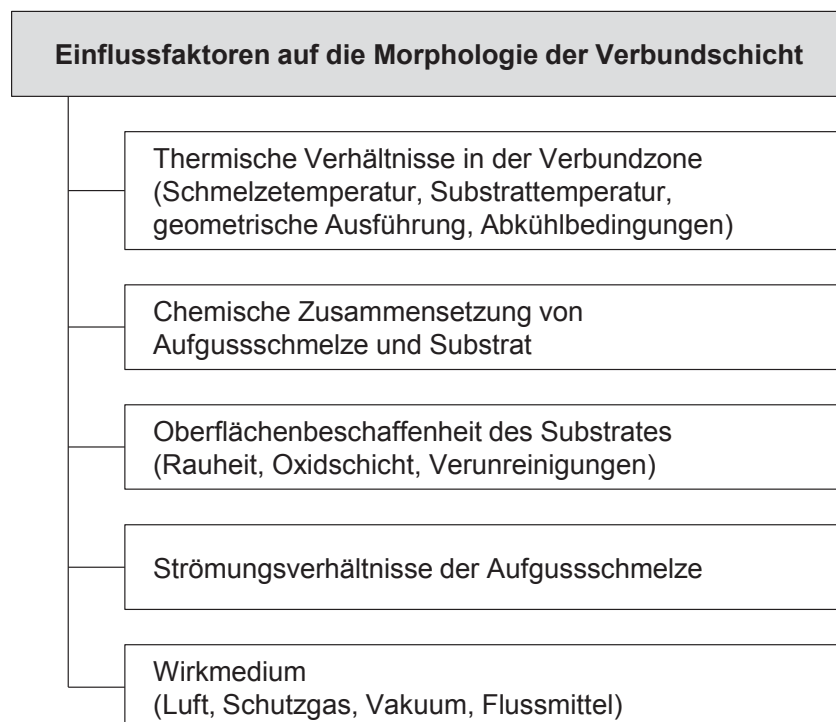 Einflussfaktoren auf die Morphologie der Verbundschicht
Thermische Verhältnisse in der Verbundzone
(Schmelzetemperatur, Substrattemperatur,
geometrische Ausführung, Abkühlbedingungen)
Chemische Zusammensetzung von
Aufgussschmelze und Substrat
Oberflächenbeschaffenheit des Substrates
(Rauheit, Oxidschicht, Verunreinigungen)
Strömungsverhältnisse der Aufgussschmelze
Wirkmedium
(Luft, Schutzgas, Vakuum, Flussmittel)